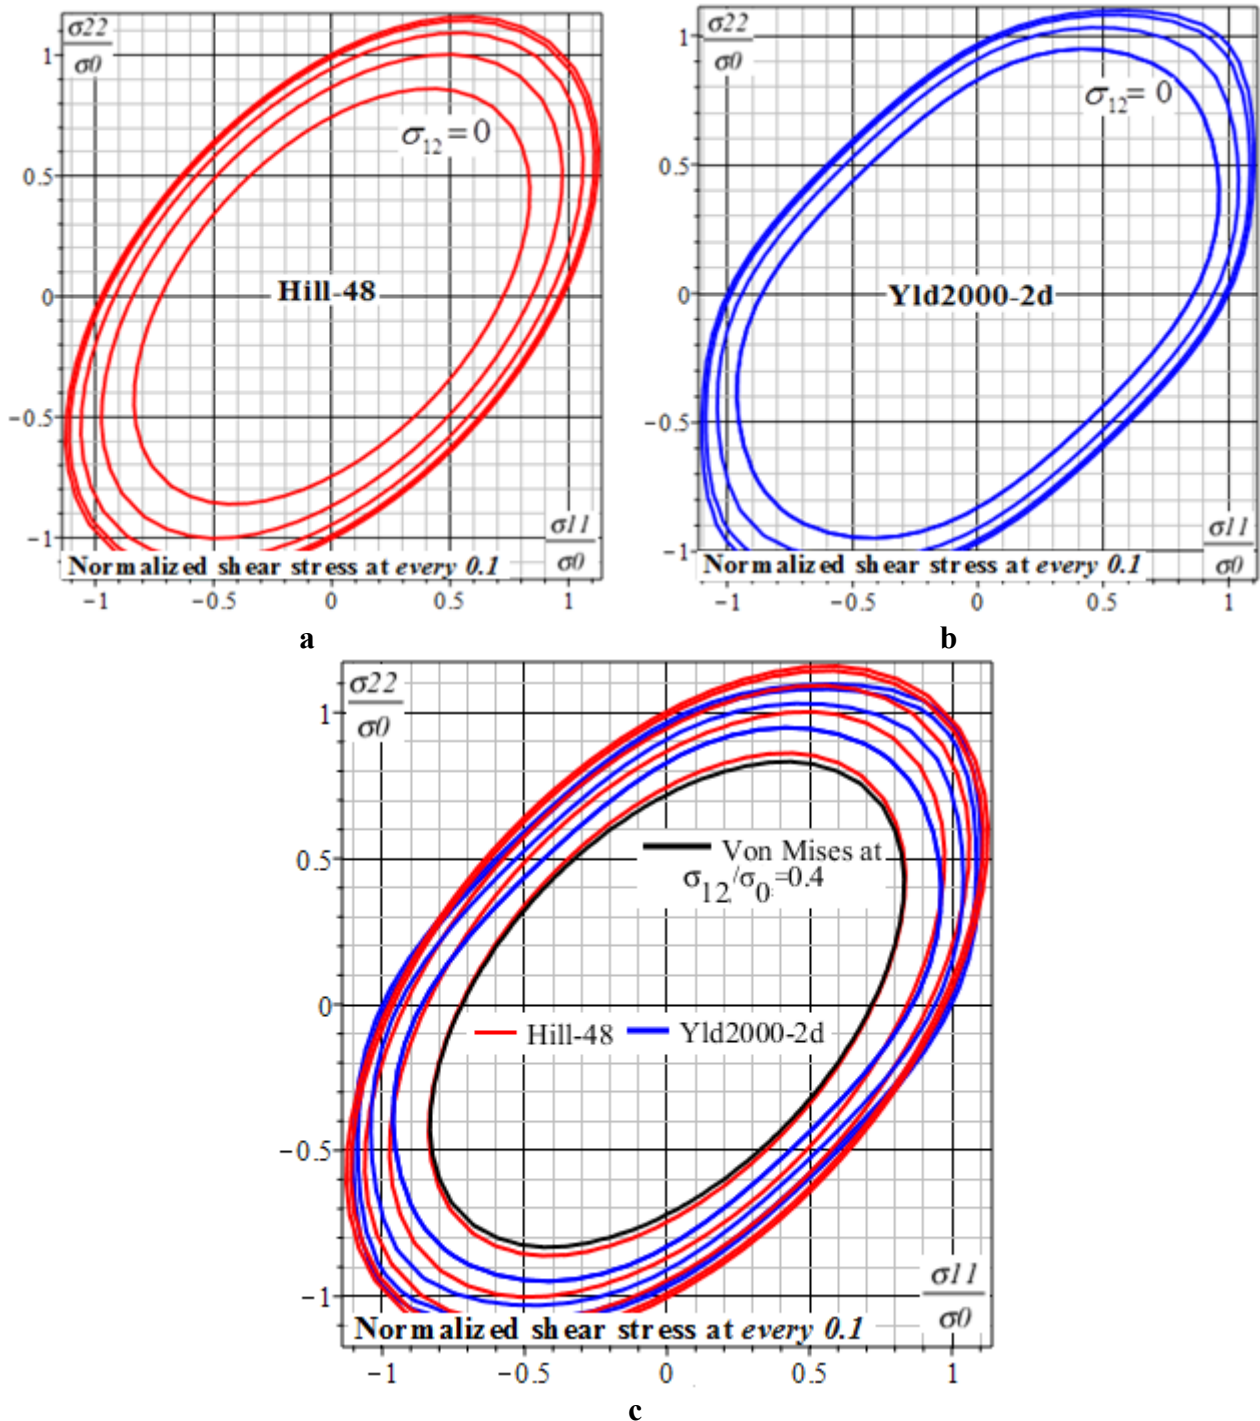 σ22
σ0
1
0.5
0
−0.5
−1
σ12 = 0
Hill-48
σ11
σ0
Normalized shear stress at every 0.1
−1 −0.5 0 0.5 1
a
σ22
σ0
1
0.5
0
−0.5
−1
σ12 = 0
Yld2000-2d
σ11
σ0
Normalized shear stress at every 0.1
−1 −0.5 0 0.5 1
b
σ22
σ0
1
0.5
0
−0.5
−1
Von Mises at
σ12/σ0=0.4
Hill-48 Yld2000-2d
σ11
σ0
Normalized shear stress at every 0.1
−1 −0.5 0 0.5 1
c